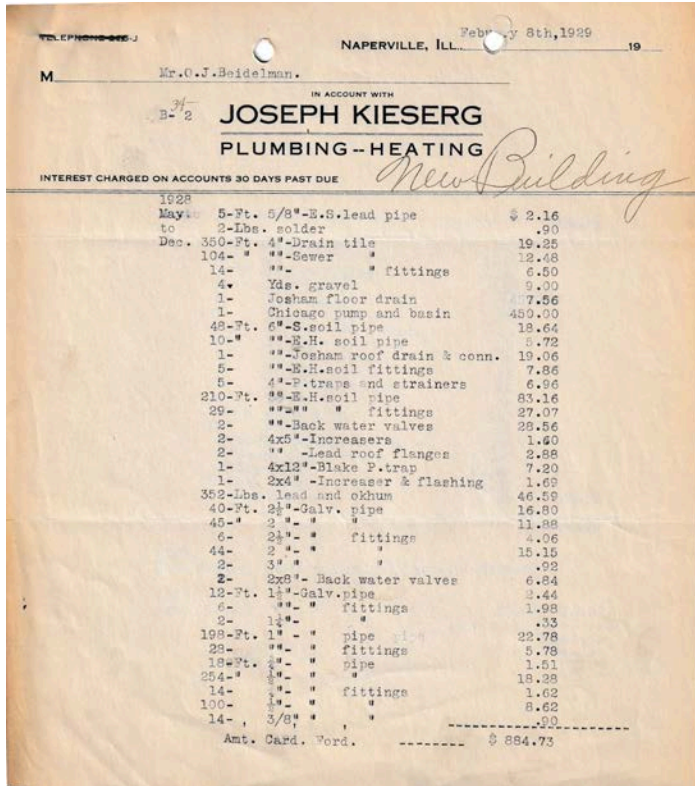 TELEPHONE 245-J
NAPERVILLE, ILL. Feb y 8th,1929 19
M Mr.O.J.Beidelman.
IN ACCOUNT WITH
34
B- 2 JOSEPH KIESERG
PLUMBING--HEATING
New Building
INTEREST CHARGED ON ACCOUNTS 30 DAYS PAST DUE
1928
May 5-Ft. 5/8"-E.S.lead pipe $ 2.16
to 2-Lbs. solder .90
Dec. 350-Ft. 4"-Drain tile 19.25
104- " ""-Sewer " 12.48
14- ""- " fittings 6.50
4. Yds. gravel 9.00
1- Josham floor drain 7.56
1- Chicago pump and basin 450.00
48-Ft. 6"-S.soil pipe 18.64
10-" ""-E.H. soil pipe 5.72
1- ""-Josham roof drain & conn. 19.06
5- ""-E.H.soil fittings 7.86
5- 4"-P.traps and strainers 6.96
210-Ft. ""-E.H.soil pipe 83.16
29- ""-"" " fittings 27.07
2- ""-Back water valves 28.56
2- 4x5"-Increasers 1.60
2- "" -Lead roof flanges 2.88
1- 4x12"-Blake P.trap 7.20
1- 2x4" -Increaser & flashing 1.69
352-Lbs. lead and okhum 46.59
40-Ft. 2½"-Galv. pipe 16.80
45-" 2 "- " " 11.88
6- 2½"- " fittings 4.06
44- 2 "- " " 15.15
2- 3" " " .92
2- 2x8"- Back water valves 6.84
12-Ft. 1½"-Galv.pipe 2.44
6- ""- " fittings 1.98
2- 1¼"- " .33
198-Ft. 1" - " pipe 22.78
28- ""- " fittings 5.78
18-Ft. "- " pipe 1.51
254-" ½"- " " 18.28
14- "- " fittings 1.62
100- ½"- " " 8.62
14- , 3/8" " , " .90
Amt. Card. Ford. -------- $ 884.73